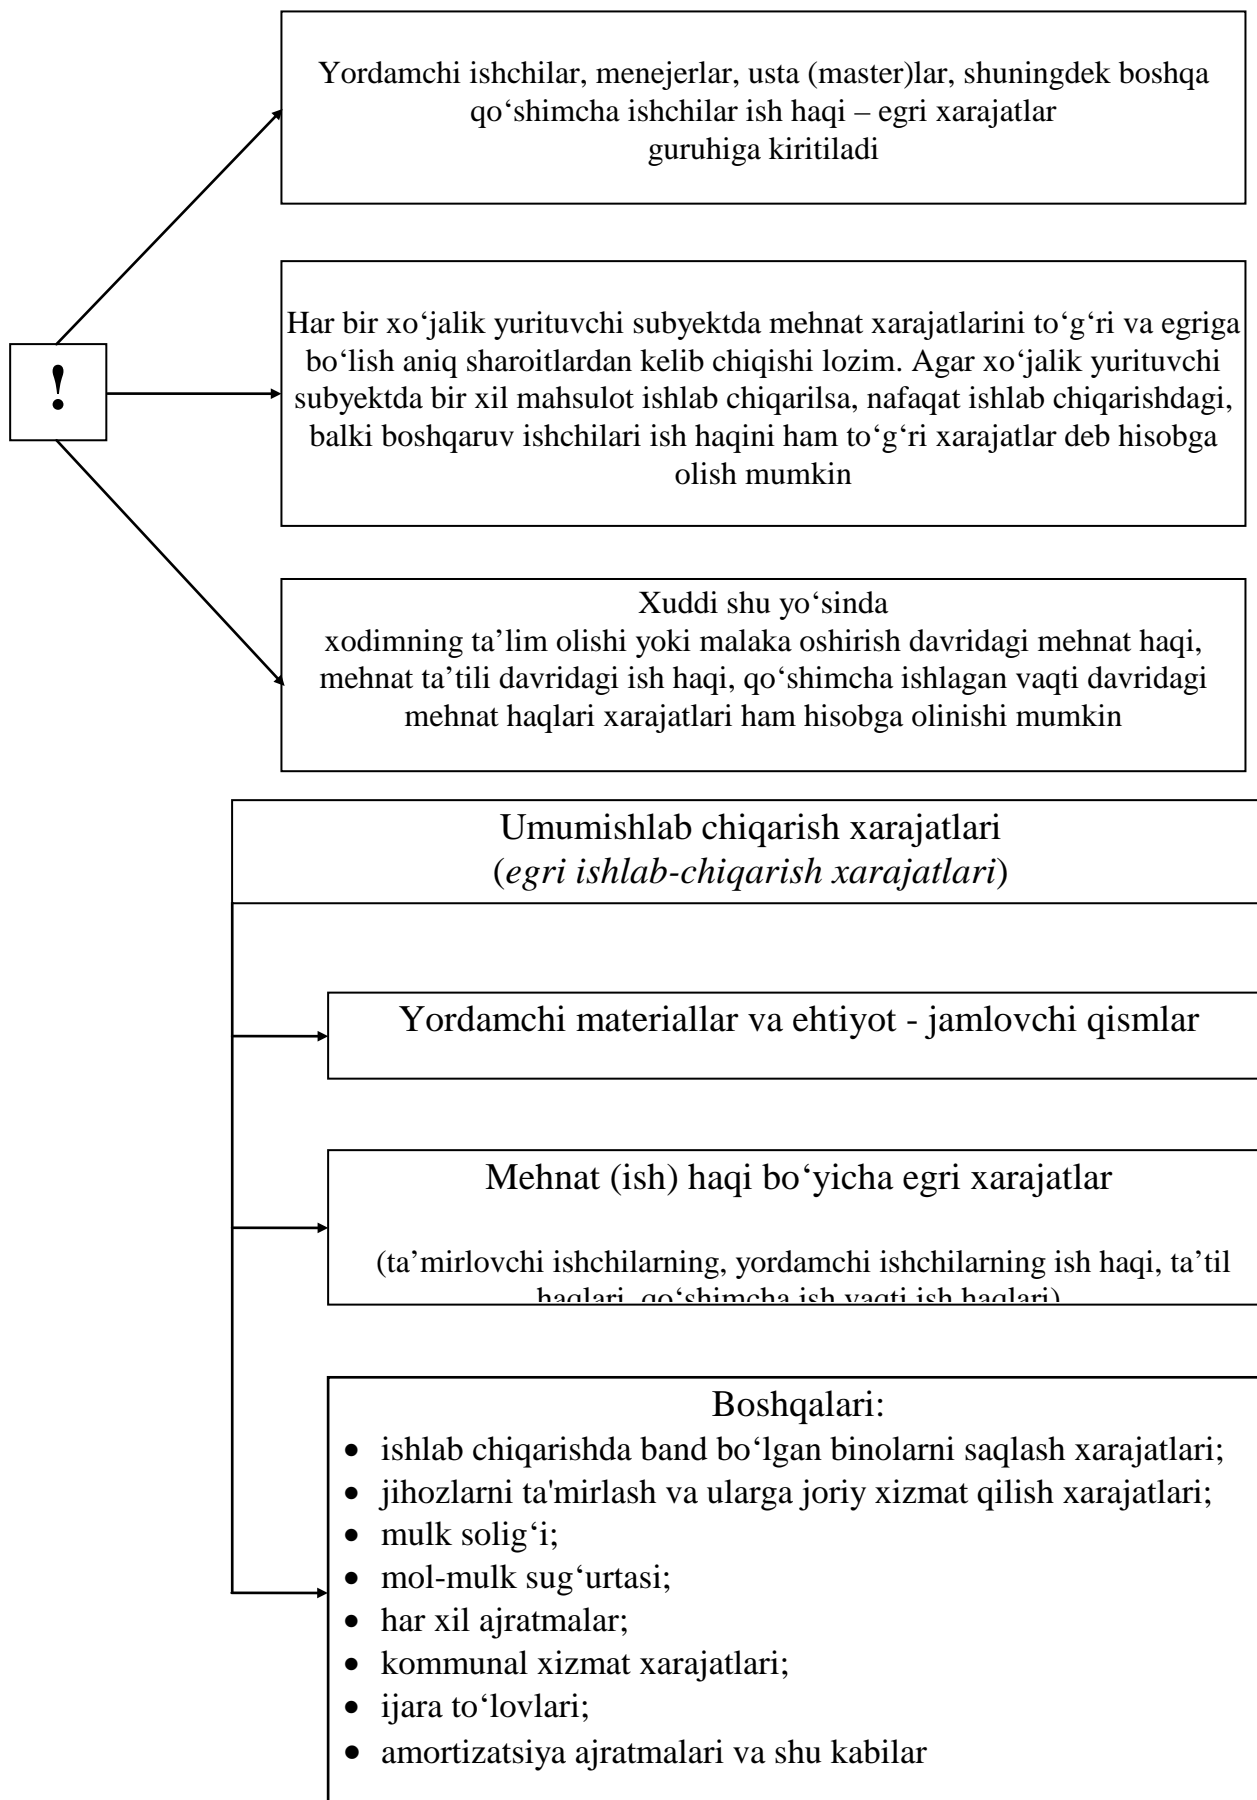 Yordamchi ishchilar, menejerlar, usta (master)lar, shuningdek boshqa
qo‘shimcha ishchilar ish haqi – egri xarajatlar
guruhiga kiritiladi
Har bir xo‘jalik yurituvchi subyektda mehnat xarajatlarini to‘g‘ri va egriga
bo‘lish aniq sharoitlardan kelib chiqishi lozim. Agar xo‘jalik yurituvchi
subyektda bir xil mahsulot ishlab chiqarilsa, nafaqat ishlab chiqarishdagi,
balki boshqaruv ishchilari ish haqini ham to‘g‘ri xarajatlar deb hisobga
olish mumkin
!
Xuddi shu yo‘sinda
xodimning ta’lim olishi yoki malaka oshirish davridagi mehnat haqi,
mehnat ta’tili davridagi ish haqi, qo‘shimcha ishlagan vaqti davridagi
mehnat haqlari xarajatlari ham hisobga olinishi mumkin
Umumishlab chiqarish xarajatlari
(egri ishlab-chiqarish xarajatlari)
Yordamchi materiallar va ehtiyot - jamlovchi qismlar
Mehnat (ish) haqi bo‘yicha egri xarajatlar
(ta’mirlovchi ishchilarning, yordamchi ishchilarning ish haqi, ta’til
haqlari, qo‘shimcha ish vaqti ish haqlari)
Boshqalari:
• ishlab chiqarishda band bo‘lgan binolarni saqlash xarajatlari;
• jihozlarni ta'mirlash va ularga joriy xizmat qilish xarajatlari;
• mulk solig‘i;
• mol-mulk sug‘urtasi;
• har xil ajratmalar;
• kommunal xizmat xarajatlari;
• ijara to‘lovlari;
• amortizatsiya ajratmalari va shu kabilar